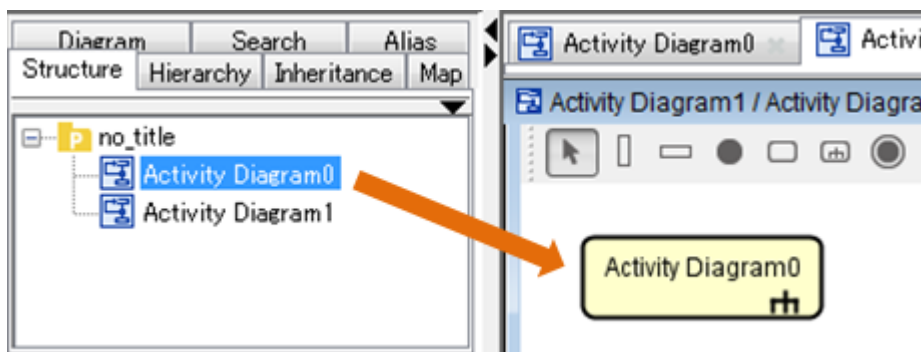 Diagram Search Alias
Structure Hierarchy Inheritance Map
P no_title
Activity Diagram0
Activity Diagram1
Activity Diagram0 × Activi
Activity Diagram1 / Activity Diagra
Activity Diagram0